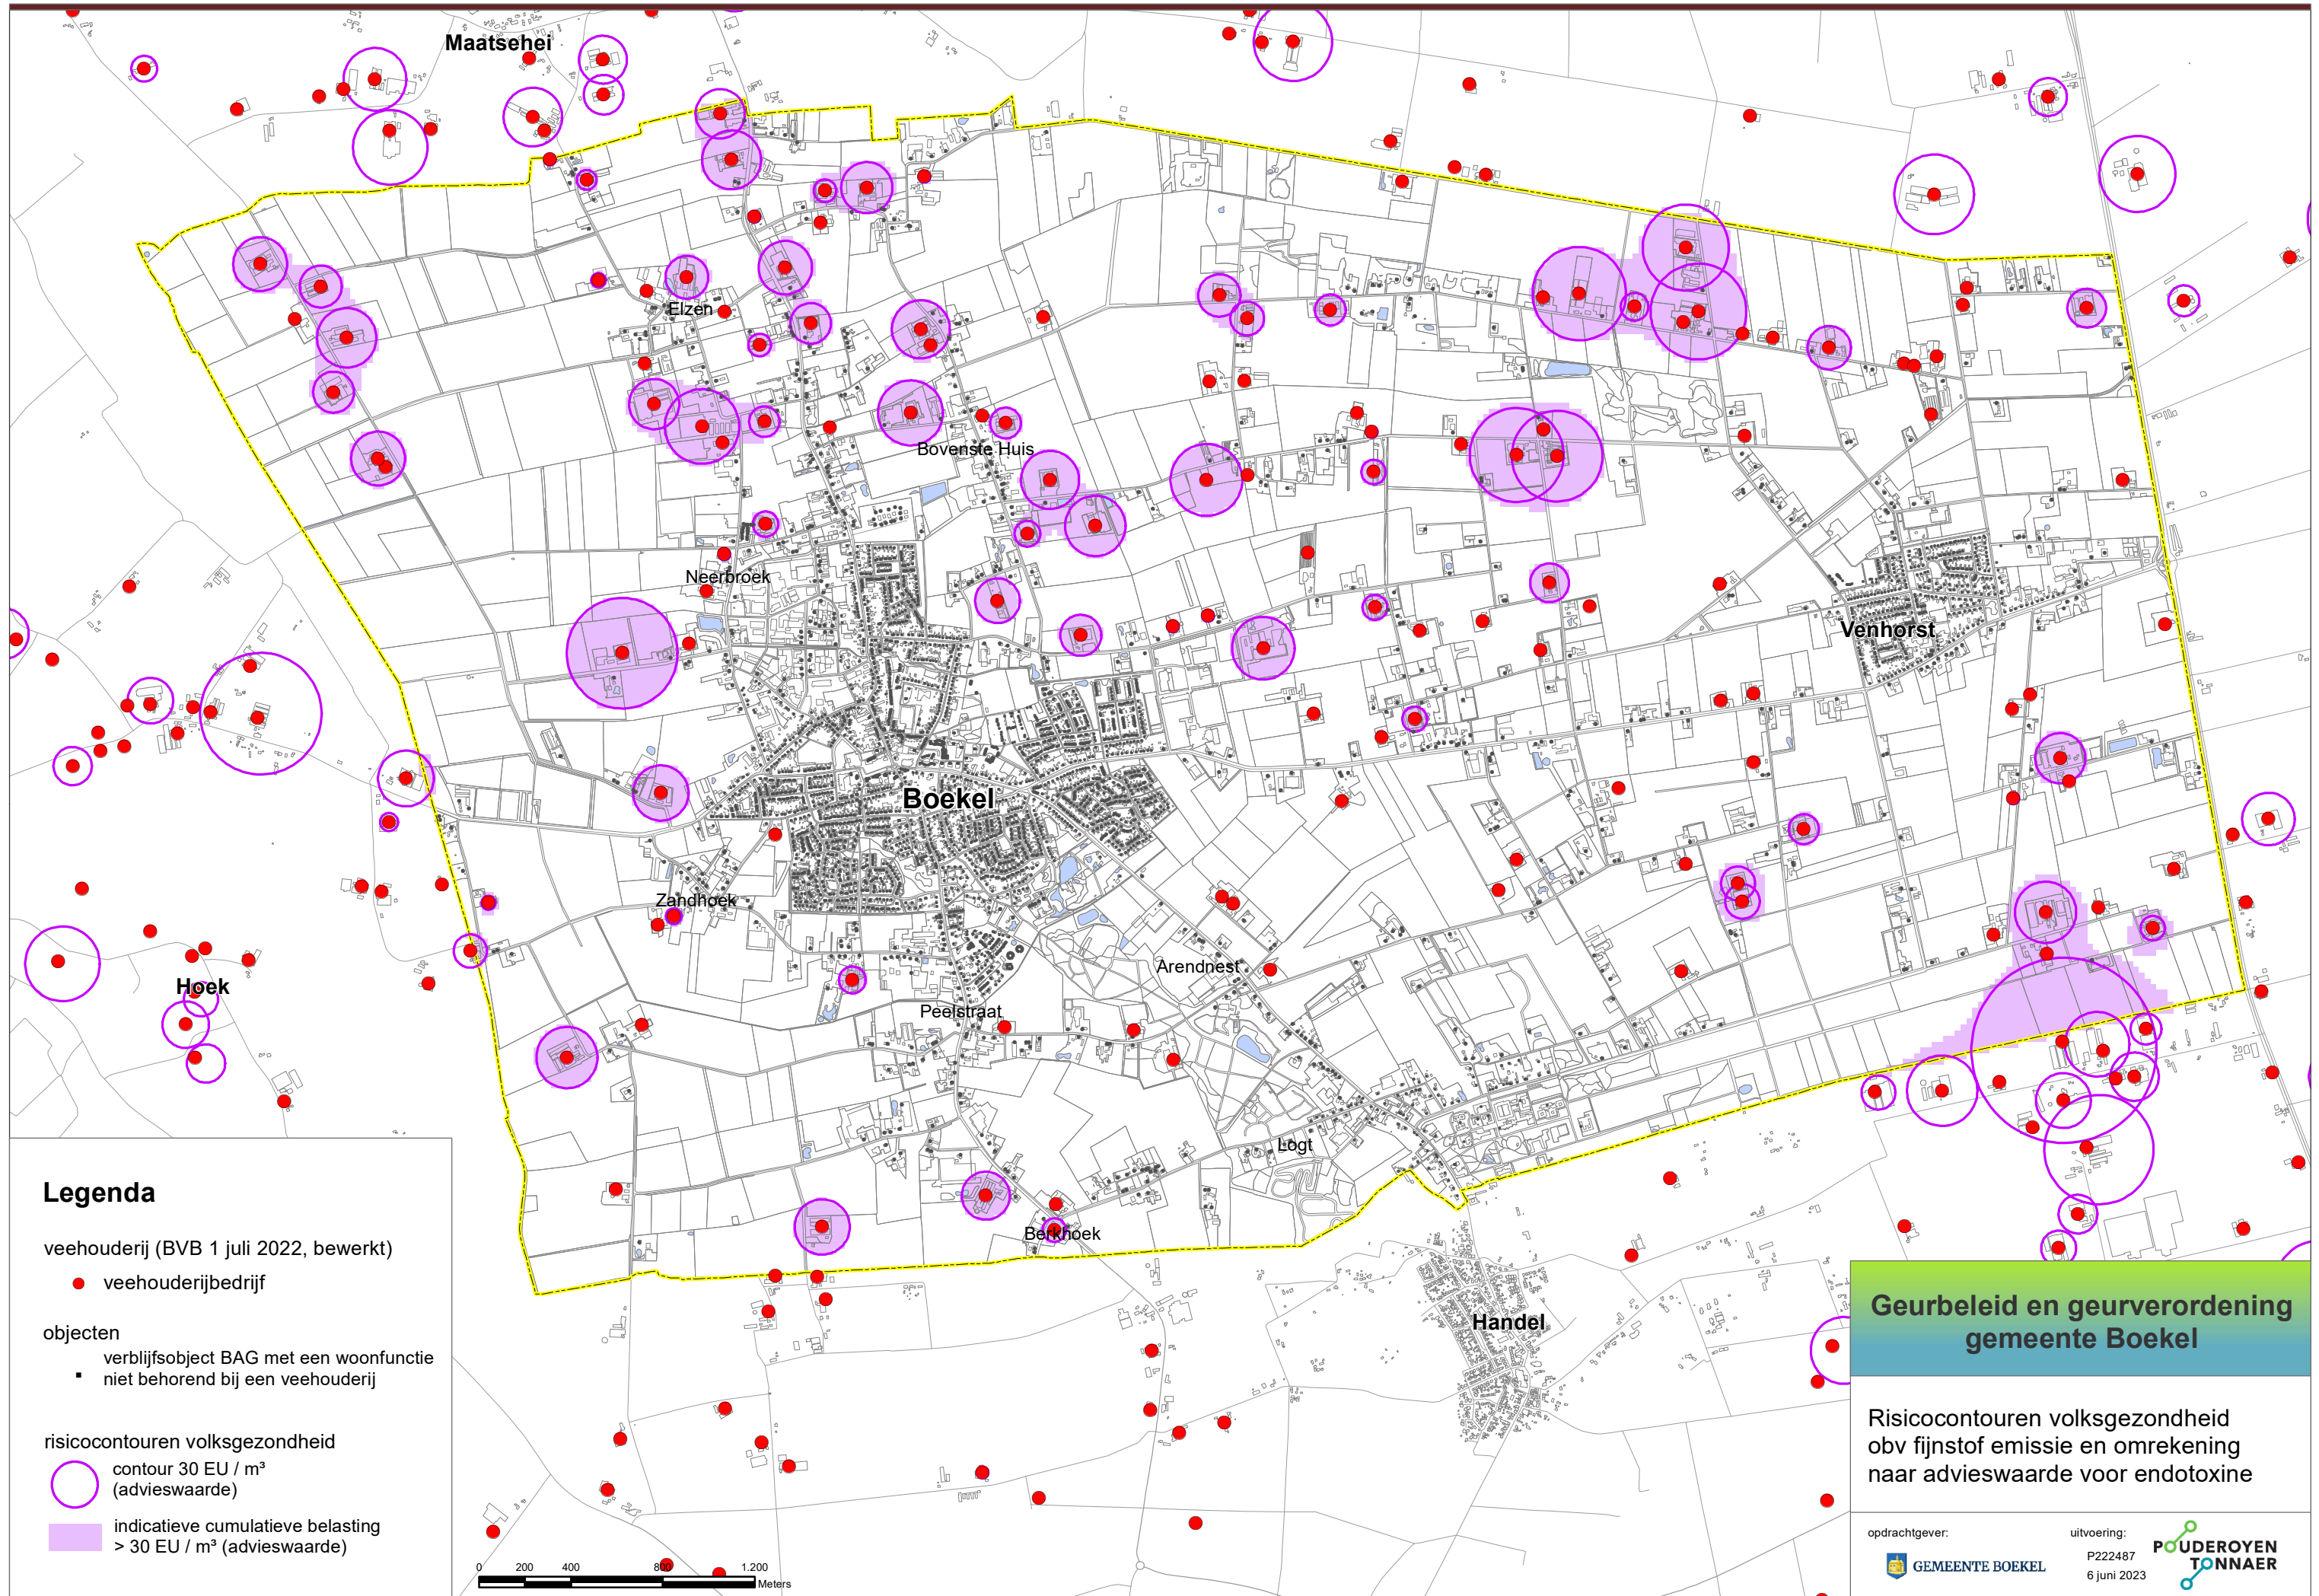 Maatsehei
Elzen
Bovenste Huis
Neerbroek
Venhorst
Boekel
Zandhoek
Arendnest
Hoek
Peelstraat
Logt
Berkhoek
Handel
Legenda
veehouderij (BVB 1 juli 2022, bewerkt)
veehouderijbedrijf
objecten
verblijfsobject BAG met een woonfunctie
niet behorend bij een veehouderij
risicocontouren volksgezondheid
contour 30 EU / m³
(advieswaarde)
indicatieve cumulatieve belasting
> 30 EU / m³ (advieswaarde)
0 200 400 800 1.200
Meters
Geurbeleid en geurverordening
gemeente Boekel
Risicocontouren volksgezondheid
obv fijnstof emissie en omrekening
naar advieswaarde voor endotoxine
opdrachtgever:
GEMEENTE BOEKEL
uitvoering:
P222487
6 juni 2023
POUDEROYEN
TONNAER